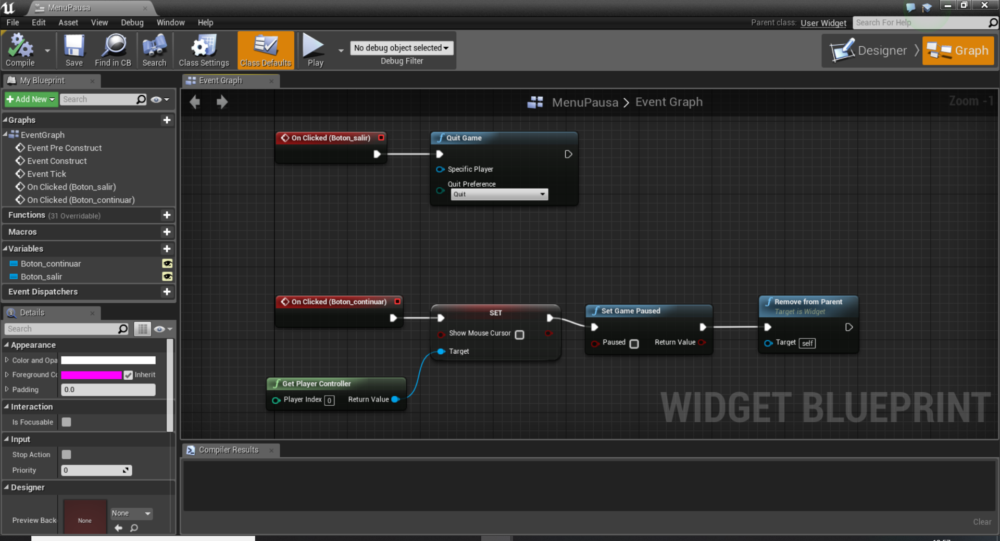 MenuPausa
File Edit Asset View Debug Window Help
Parent class: User Widget
Search For Help
Compile
Save
Find in CB
Search
Class Settings
Class Defaults
Play
No debug object selected
Debug Filter
Designer
Graph
My Blueprint
Add New
Search
Graphs
EventGraph
Event Pre Construct
Event Construct
Event Tick
On Clicked (Boton_salir)
On Clicked (Boton_continuar)
Functions (31 Overridable)
Macros
Variables
Boton_continuar
Boton_salir
Event Dispatchers
Details
Search
Appearance
Color and Opa
Foreground Co
Inherit
Padding
0.0
Interaction
Is Focusable
Input
Stop Action
Priority
0
Designer
Preview Back
None
None
Event Graph
MenuPausa > Event Graph
Zoom -1
On Clicked (Boton_salir)
Quit Game
Specific Player
Quit Preference
Quit
On Clicked (Boton_continuar)
SET
Show Mouse Cursor
Target
Get Player Controller
Player Index 0
Return Value
Set Game Paused
Paused
Return Value
Remove from Parent
Target is Widget
Target self
WIDGET BLUEPRINT
Compiler Results
Clear